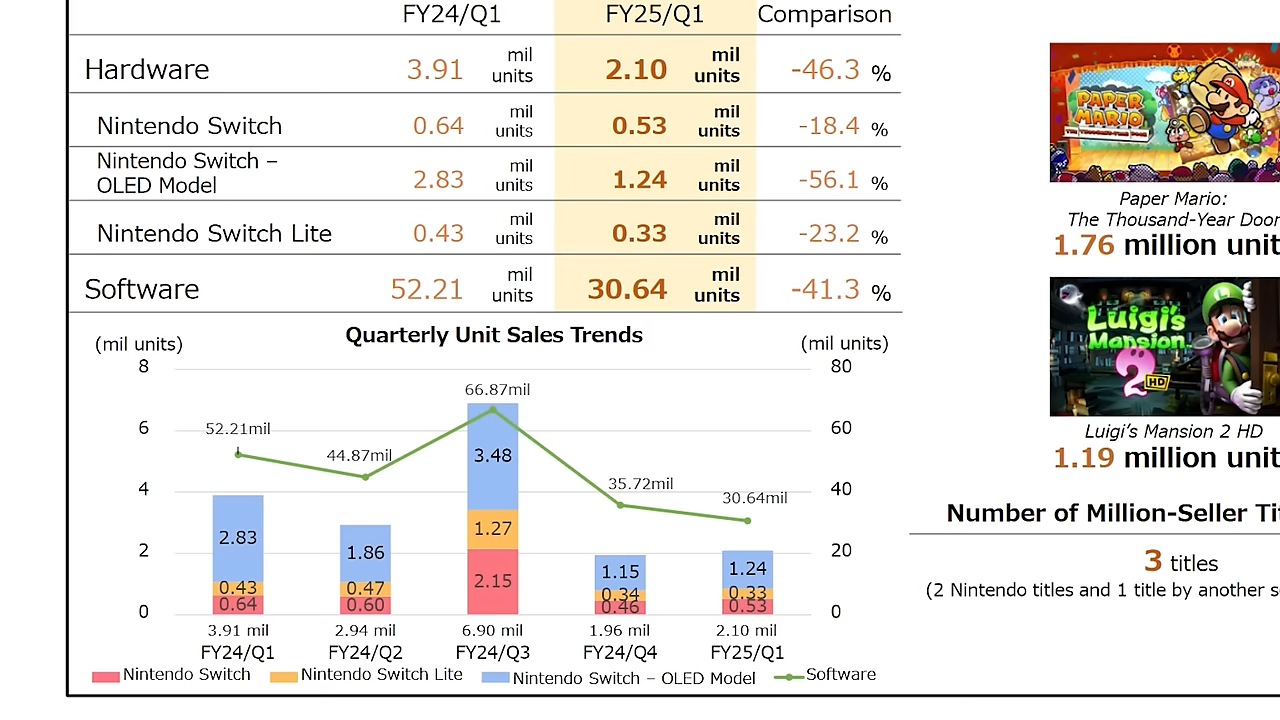 FY24/Q1 FY25/Q1 Comparison
Hardware 3.91 mil units 2.10 mil units -46.3 %
Nintendo Switch 0.64 mil units 0.53 mil units -18.4 %
Nintendo Switch – OLED Model 2.83 mil units 1.24 mil units -56.1 %
Nintendo Switch Lite 0.43 mil units 0.33 mil units -23.2 %
Software 52.21 mil units 30.64 mil units -41.3 %
Quarterly Unit Sales Trends
(mil units) (mil units)
8 80
6 60
4 40
2 20
0 0
52.21mil 44.87mil 66.87mil 35.72mil 30.64mil
2.83 1.86 3.48 1.15 1.24
0.43 0.47 1.27 0.34 0.33
0.64 0.60 2.15 0.46 0.53
3.91 mil 2.94 mil 6.90 mil 1.96 mil 2.10 mil
FY24/Q1 FY24/Q2 FY24/Q3 FY24/Q4 FY25/Q1
Nintendo Switch Nintendo Switch Lite Nintendo Switch – OLED Model Software
PAPER
MARIO
THE THOUSAND-YEAR DOOR
Paper Mario:
The Thousand-Year Door
1.76 million unit
Luigi's
Mansion
2 HD
Luigi's Mansion 2 HD
1.19 million unit
Number of Million-Seller Ti
3 titles
(2 Nintendo titles and 1 title by another s